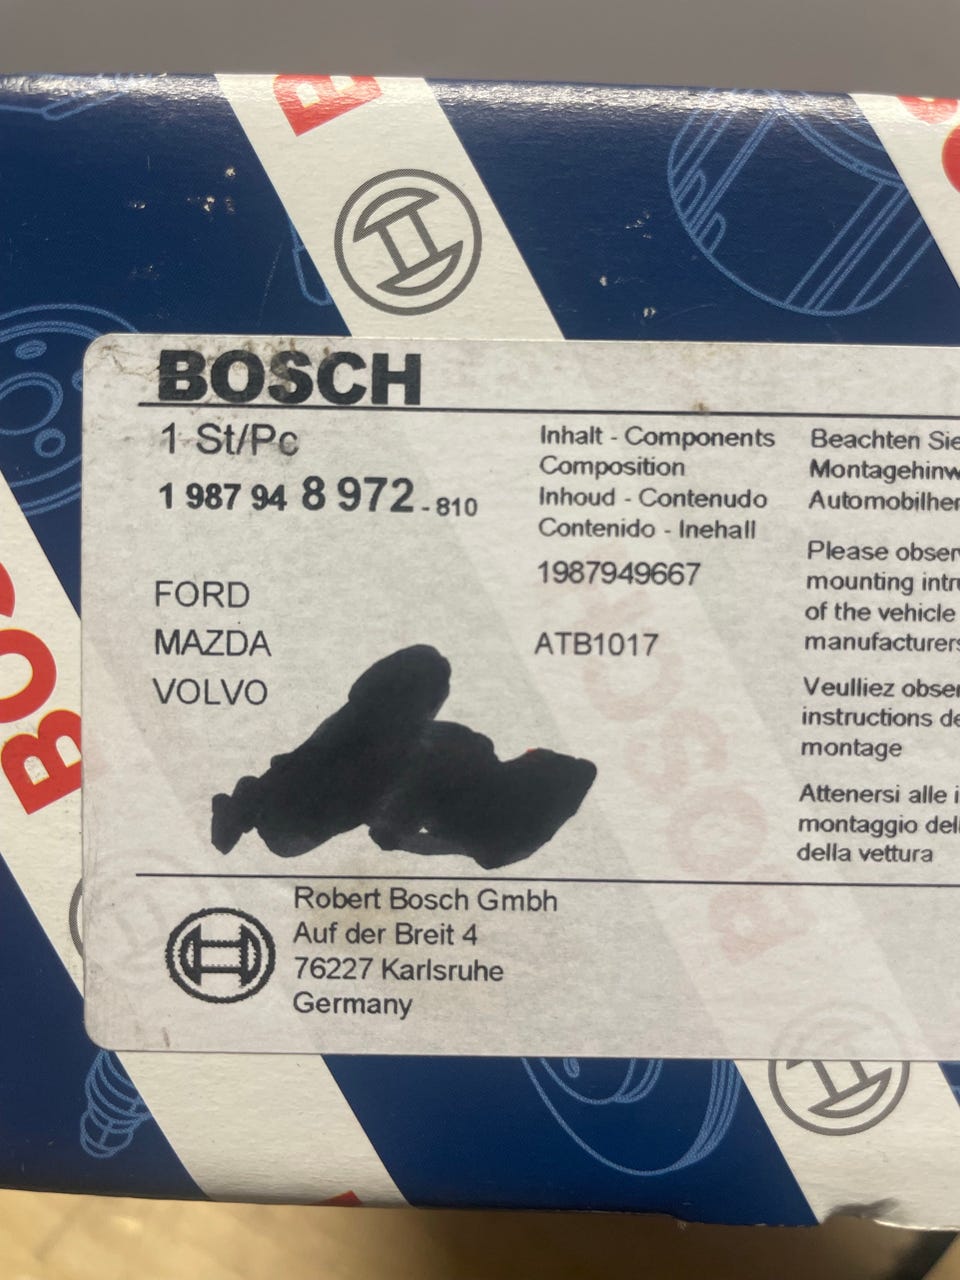 BOSCH
1 St/Pc
1 987 94 8 972 - 810
FORD
MAZDA
VOLVO
Inhalt - Components
Composition
Inhoud - Contenudo
Contenido - Inehall
1987949667
ATB1017
Beachten Sie
Montagehinw
Automobilher
Please obser
mounting intru
of the vehicle
manufacturers
Veulliez obser
instructions de
montage
Attenersi alle i
montaggio del
della vettura
Robert Bosch Gmbh
Auf der Breit 4
76227 Karlsruhe
Germany